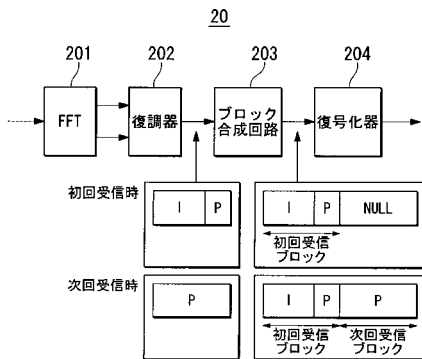 20
201
202
203
204
FFT
復調器
ブロック
合成回路
復号化器
初回受信時
I P
I P NULL
初回受信
ブロック
次回受信時
P
I P P
初回受信 次回受信
ブロック ブロック